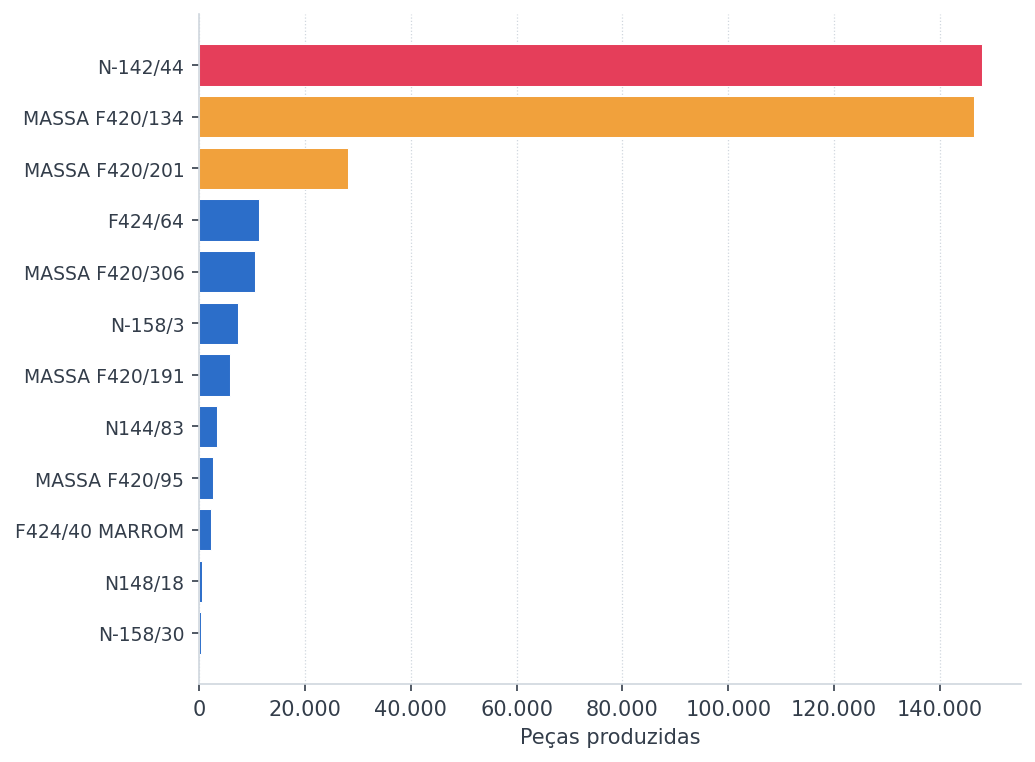 N-142/44
MASSA F420/134
MASSA F420/201
F424/64
MASSA F420/306
N-158/3
MASSA F420/191
N144/83
MASSA F420/95
F424/40 MARROM
N148/18
N-158/30
0 20.000 40.000 60.000 80.000 100.000 120.000 140.000
Peças produzidas